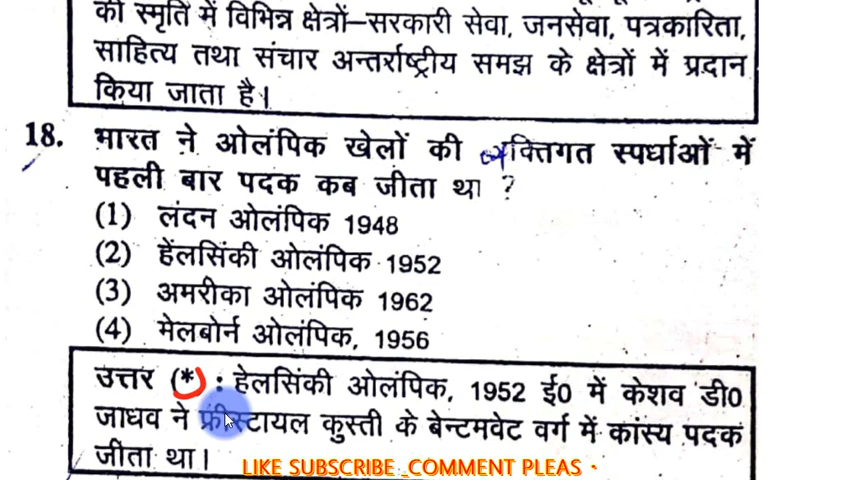 की स्मृति में विभिन्न क्षेत्रों–सरकारी सेवा, जनसेवा, पत्रकारिता,
साहित्य तथा संचार अन्तर्राष्ट्रीय समझ के क्षेत्रों में प्रदान
किया जाता है।
18. भारत ने ओलंपिक खेलों की व्यक्तिगत स्पर्धाओं में
पहली बार पदक कब जीता था ?
(1) लंदन ओलंपिक 1948
(2) हेंलसिंकी ओलंपिक 1952
(3) अमरीका ओलंपिक 1962
(4) मेलबोर्न ओलंपिक, 1956
उत्तर (*) : हेलसिंकी ओलंपिक, 1952 ई0 में केशव डी0
जाधव ने फ्रीस्टायल कुस्ती के बेन्टमवेट वर्ग में कांस्य पदक
जीता था।
LIKE SUBSCRIBE COMMENT PLEAS